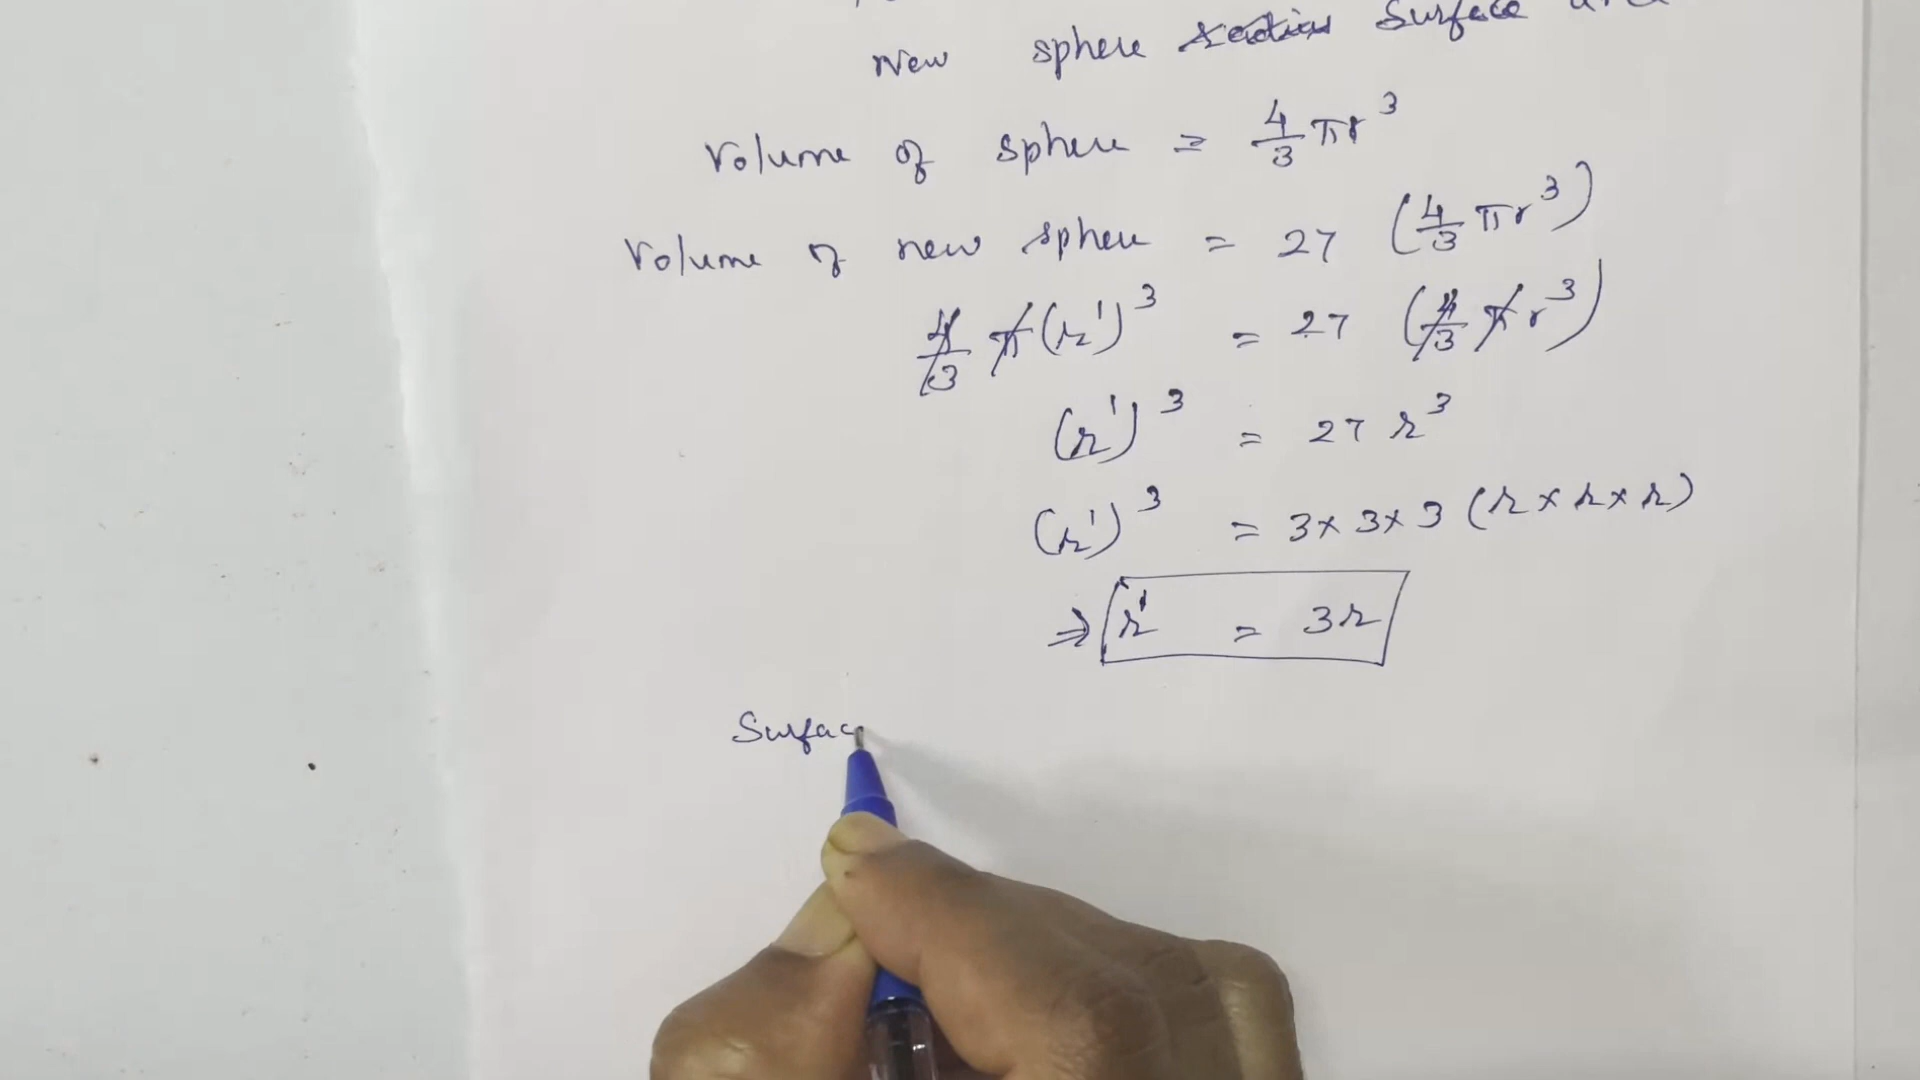 New sphere radius Surface
Volume of sphere = 4/3 πr³
Volume of new sphere = 27 (4/3 πr³)
4/3 π(r')³ = 27 (4/3 πr³)
(r')³ = 27 r³
(r')³ = 3×3×3 (r×r×r)
⇒ r' = 3r
Surfac